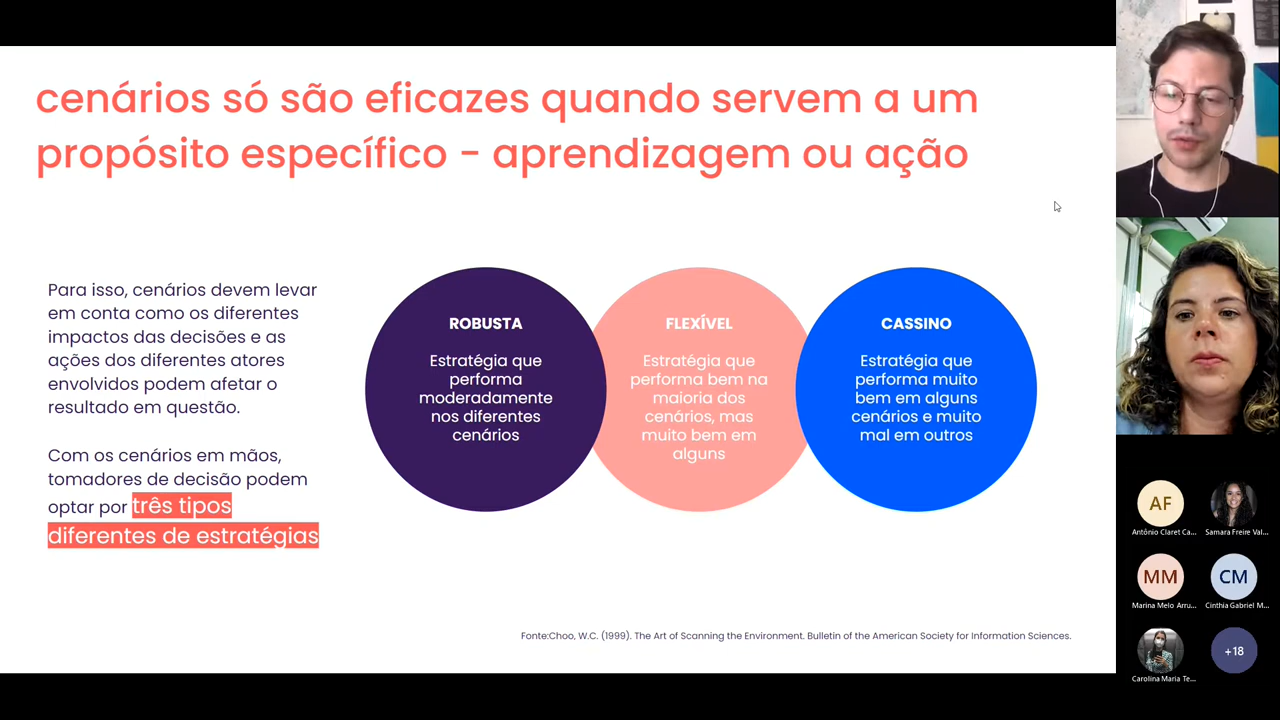 cenários só são eficazes quando servem a um
propósito específico - aprendizagem ou ação
Para isso, cenários devem levar
em conta como os diferentes
impactos das decisões e as
ações dos diferentes atores
envolvidos podem afetar o
resultado em questão.
Com os cenários em mãos,
tomadores de decisão podem
optar por três tipos
diferentes de estratégias
ROBUSTA
Estratégia que
performa
moderadamente
nos diferentes
cenários
FLEXÍVEL
Estratégia que
performa bem na
maioria dos
cenários, mas
muito bem em
alguns
CASSINO
Estratégia que
performa muito
bem em alguns
cenários e muito
mal em outros
Fonte:Choo, W.C. (1999). The Art of Scanning the Environment. Bulletin of the American Society for Information Sciences.
AF
Antônio Claret Ca...
Samara Freire Val...
MM
Marina Melo Arru...
CM
Cinthia Gabriel M...
Carolina Maria Te...
+18